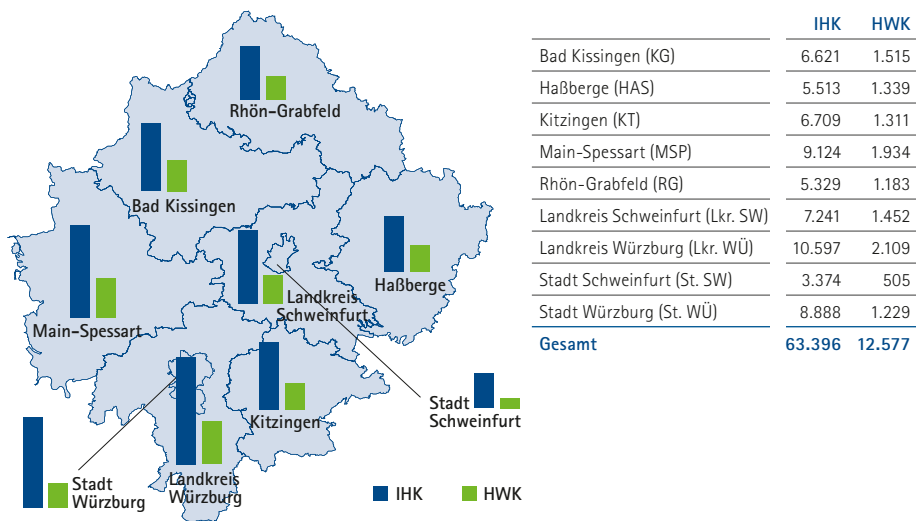 Rhön-Grabfeld
Bad Kissingen
Haßberge
Landkreis
Schweinfurt
Main-Spessart
Kitzingen
Stadt
Schweinfurt
Stadt
Würzburg
Landkreis
Würzburg
IHK HWK
IHK HWK
Bad Kissingen (KG) 6.621 1.515
Haßberge (HAS) 5.513 1.339
Kitzingen (KT) 6.709 1.311
Main-Spessart (MSP) 9.124 1.934
Rhön-Grabfeld (RG) 5.329 1.183
Landkreis Schweinfurt (Lkr. SW) 7.241 1.452
Landkreis Würzburg (Lkr. WÜ) 10.597 2.109
Stadt Schweinfurt (St. SW) 3.374 505
Stadt Würzburg (St. WÜ) 8.888 1.229
Gesamt 63.396 12.577